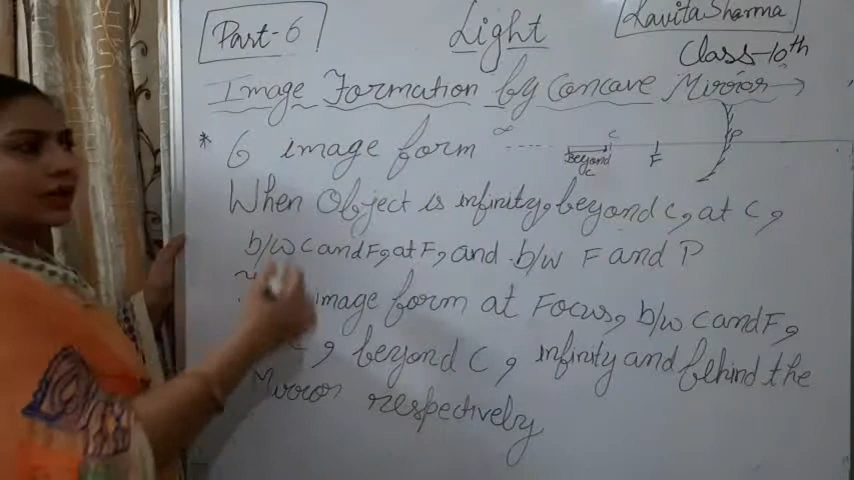 Part-6
Light
Lavita Sharma
Class-10th
Image Formation by Concave Mirror →
* 6 image form
∞ C F P
Beyond
C
When Object is infinity, beyond C, at C,
b/w C and F, at F, and b/w F and P
image form at Focus, b/w C and F,
C, beyond C, infinity and behind the
Mirror respectively